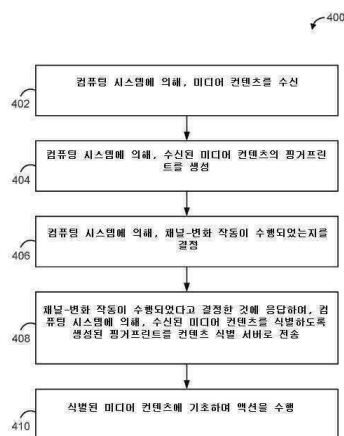 400
컴퓨팅 시스템에 의해, 미디어 컨텐츠를 수신
402
컴퓨팅 시스템에 의해, 수신된 미디어 컨텐츠의 핑거프린
트를 생성
404
컴퓨팅 시스템에 의해, 채널-변화 작동이 수행되었는지를
결정
406
채널-변화 작동이 수행되었다고 결정한 것에 응답하여, 컴
퓨팅 시스템에 의해, 수신된 미디어 컨텐츠를 식별하도록
생성된 핑거프린트를 컨텐츠 식별 서버로 전송
408
식별된 미디어 컨텐츠에 기초하여 액션을 수행
410